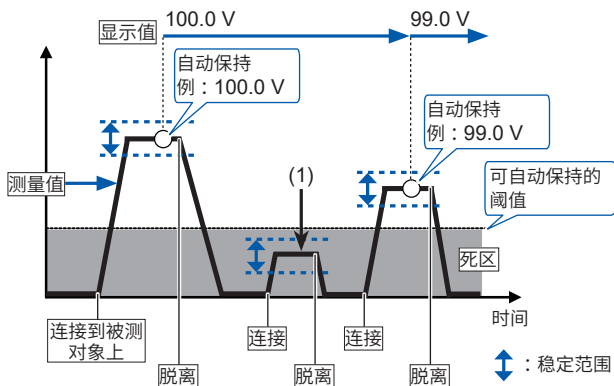 显示值
100.0 V
99.0 V
自动保持
例：100.0 V
自动保持
例：99.0 V
测量值
(1)
可自动保持的
阈值
死区
时间
连接到被测
对象上
脱离
连接
脱离
连接
脱离
：稳定范围